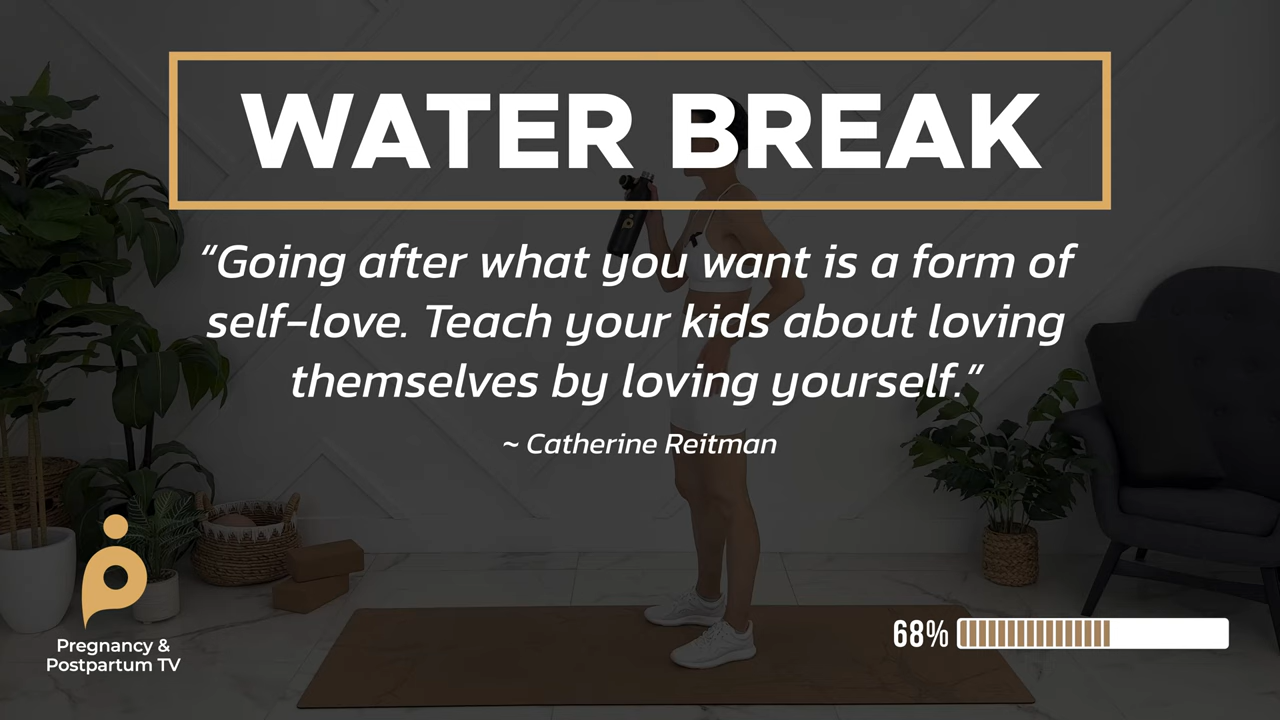 WATER BREAK
“Going after what you want is a form of
self-love. Teach your kids about loving
themselves by loving yourself.”
~ Catherine Reitman
68%
Pregnancy &
Postpartum TV